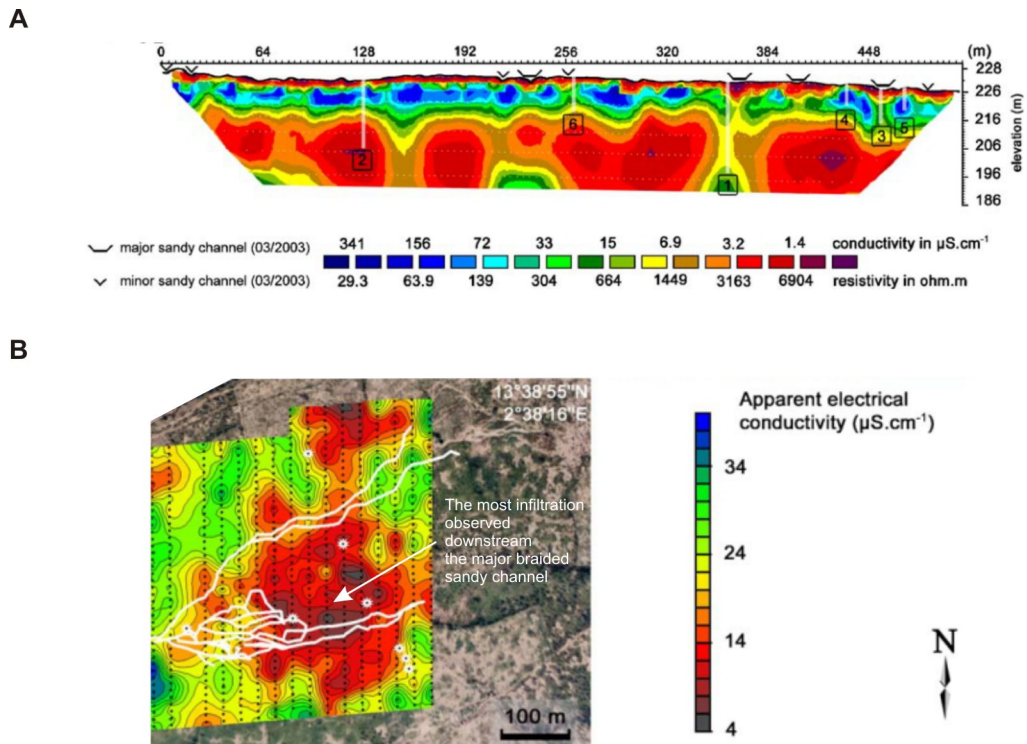 A
0 64 128 192 256 320 384 448 (m)
228
226
216
206
196
186
elevation (m)
2
6
1
4
3
5
major sandy channel (03/2003)
341 156 72 33 15 6.9 3.2 1.4 conductivity in µS.cm-1
minor sandy channel (03/2003)
29.3 63.9 139 304 664 1449 3163 6904 resistivity in ohm.m
B
13°38'55"N
2°38'16"E
The most infiltration
observed
downstream
the major braided
sandy channel
100 m
Apparent electrical
conductivity (µS.cm-1)
34
24
14
4
N